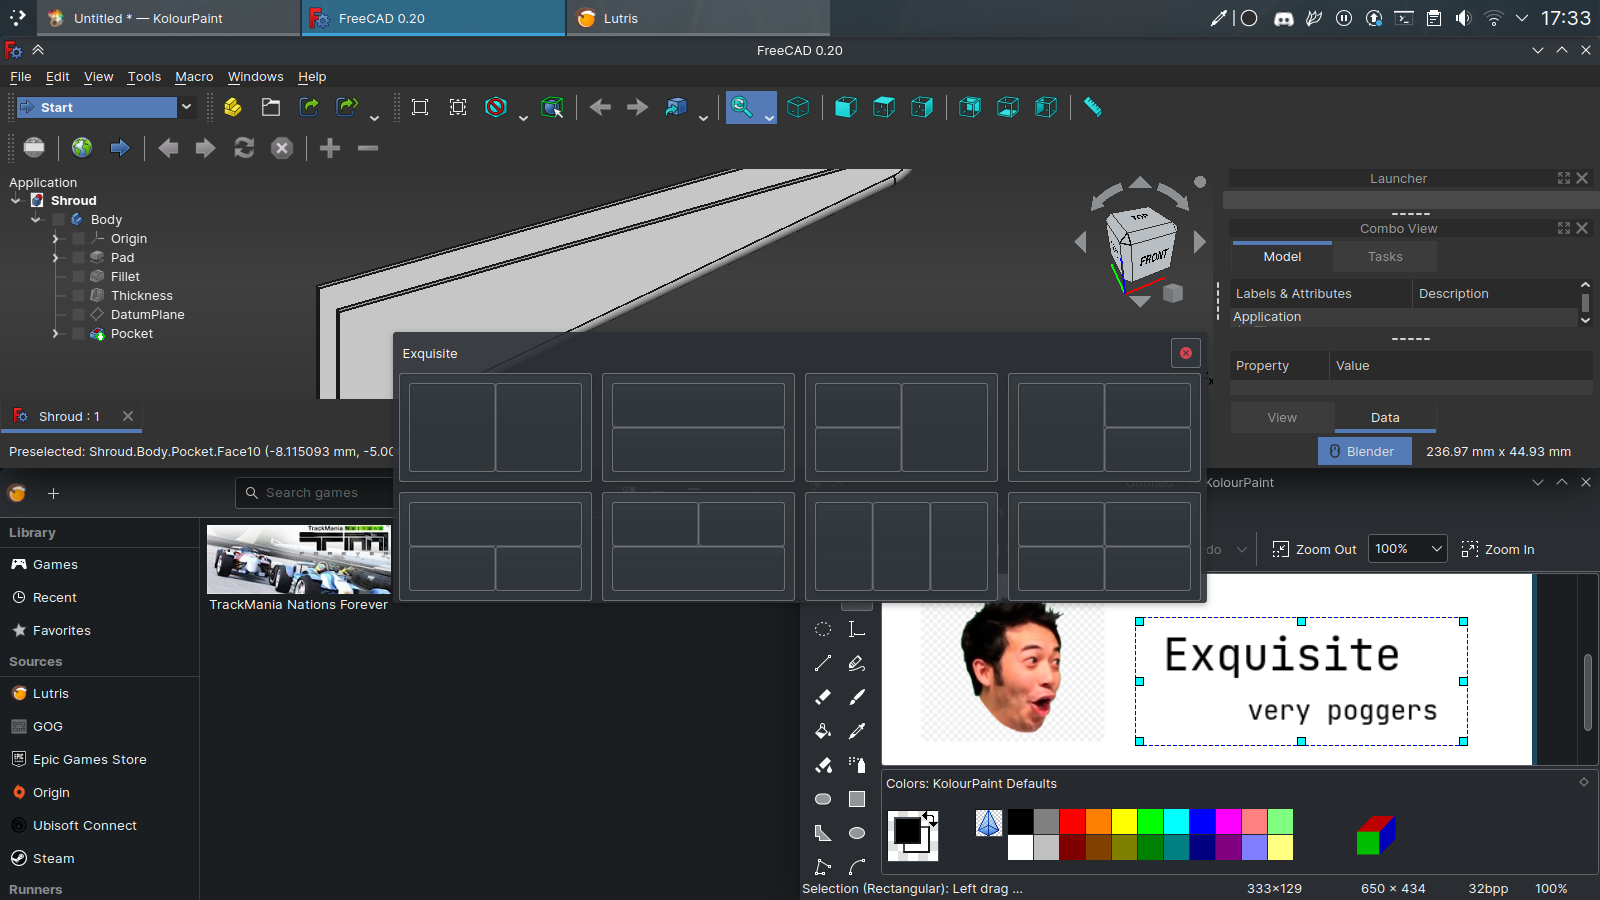 Untitled * — KolourPaint
FreeCAD 0.20
Lutris
17:33
FreeCAD 0.20
File Edit View Tools Macro Windows Help
Start
Application
Shroud
Body
Origin
Pad
Fillet
Thickness
DatumPlane
Pocket
TOP
FRONT
Launcher
Combo View
Model Tasks
Labels & Attributes Description
Application
Property Value
View Data
Shroud : 1
Preselected: Shroud.Body.Pocket.Face10 (-8.115093 mm, -5.00
Blender 236.97 mm x 44.93 mm
Exquisite
Search games
Library
Games
Recent
Favorites
Sources
Lutris
GOG
Epic Games Store
Origin
Ubisoft Connect
Steam
Runners
TrackMania Nations
TrackMania Nations Forever
Untitled KolourPaint
do Zoom Out 100% Zoom In
Exquisite
very poggers
Colors: KolourPaint Defaults
Selection (Rectangular): Left drag ... 333×129 650 × 434 32bpp 100%